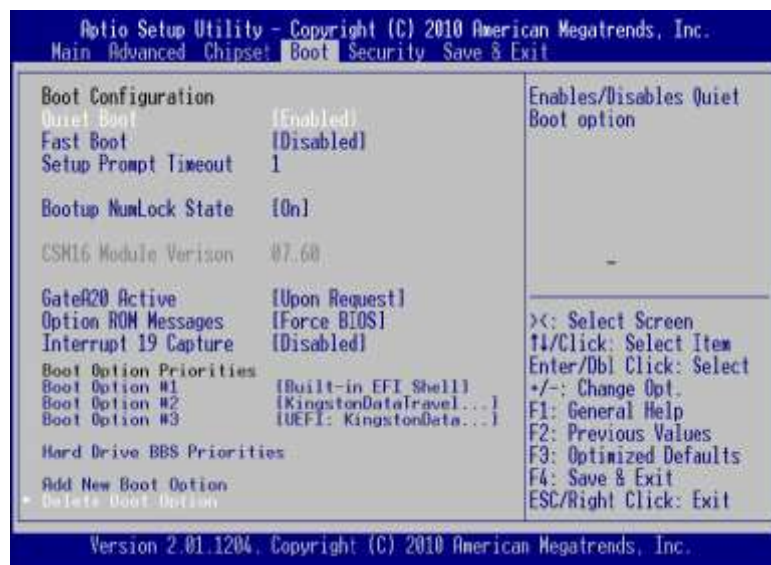 Aptio Setup Utility - Copyright (C) 2010 American Megatrends, Inc.
Main Advanced Chipset Boot Security Save & Exit
Boot Configuration
Quiet Boot [Enabled]
Fast Boot [Disabled]
Setup Prompt Timeout 1
Bootup NumLock State [On]
CSM16 Module Verison 07.60
GateA20 Active [Upon Request]
Option ROM Messages [Force BIOS]
Interrupt 19 Capture [Disabled]
Boot Option Priorities
Boot Option #1 [Built-in EFI Shell]
Boot Option #2 [KingstonDataTravel...]
Boot Option #3 [UEFI: KingstonData...]
Hard Drive BBS Priorities
Add New Boot Option
Delete Boot Option
Enables/Disables Quiet
Boot option
><: Select Screen
↑↓/Click: Select Item
Enter/Dbl Click: Select
+/-: Change Opt.
F1: General Help
F2: Previous Values
F3: Optimized Defaults
F4: Save & Exit
ESC/Right Click: Exit
Version 2.01.1204. Copyright (C) 2010 American Megatrends, Inc.